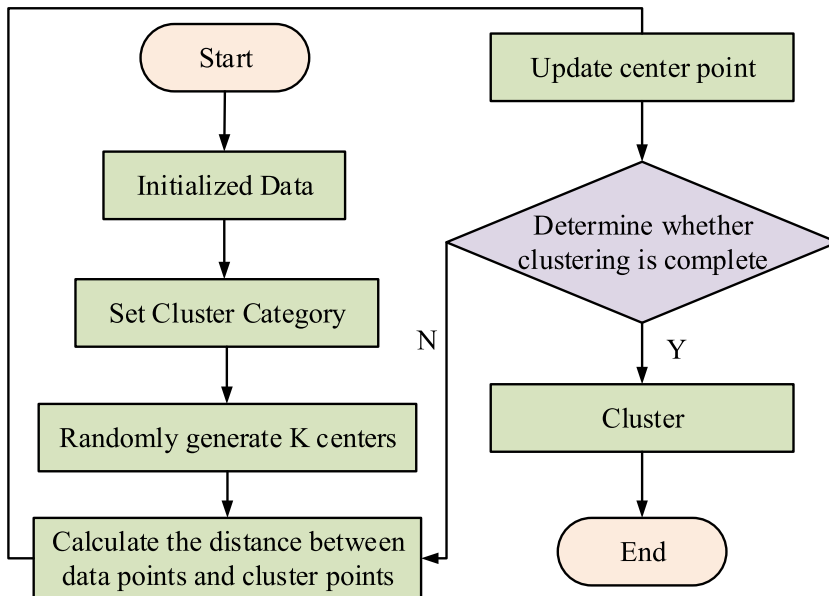 Start
Initialized Data
Set Cluster Category
Randomly generate K centers
Calculate the distance between
data points and cluster points
Update center point
Determine whether
clustering is complete
N
Y
Cluster
End